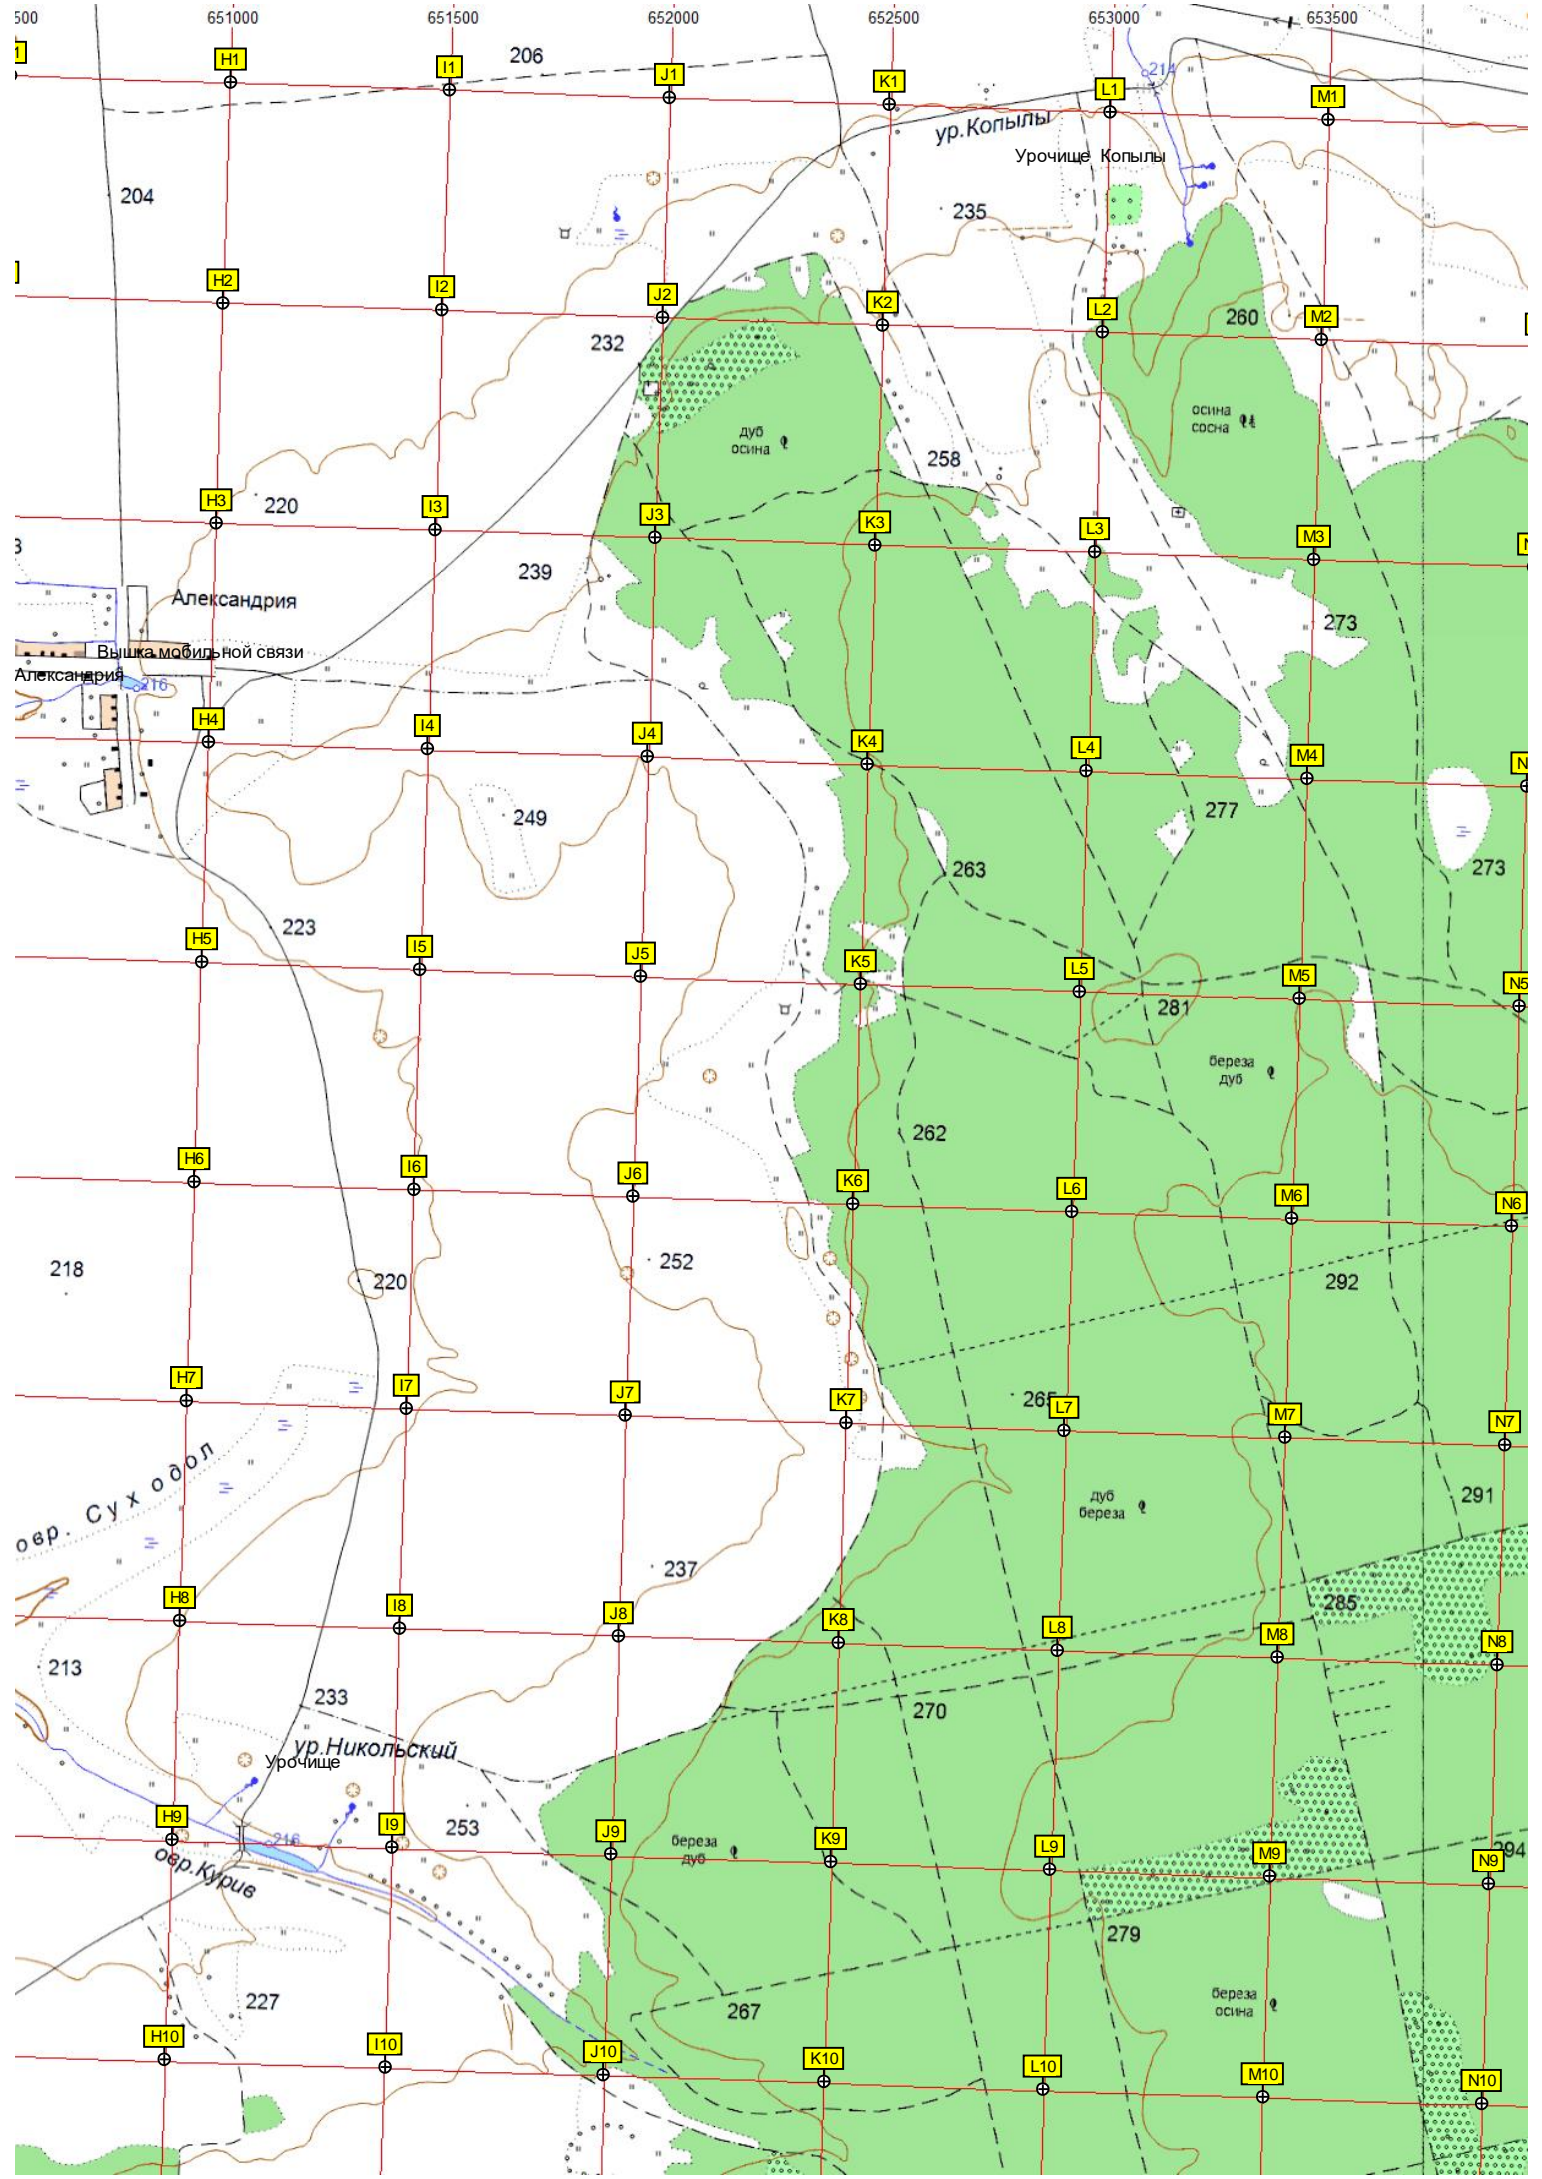 500 651000 651500 652000 652500 653000 653500
1 H1 I1 206 J1 K1 214 L1 M1
ур.Копылы
Урочище Копылы
204 235
H2 I2 J2 K2 L2 260 M2
232
осина
сосна
дуб
осина
258
H3 220 I3 J3 K3 L3 M3 N
239
Александрия 273
Вышка мобильной связи
Александрия 216
H4 I4 J4 K4 L4 M4 N
249 277
263 273
223
H5 I5 J5 K5 L5 M5 N5
281
береза
дуб
262
H6 I6 J6 K6 L6 M6 N6
218 220 252 292
H7 I7 J7 K7 265 L7 M7 N7
овр. Суходол
291
дуб
береза
237
H8 I8 J8 K8 L8 285 M8 N8
213
233 270
ур.Никольский
Урочище
H9 216 I9 253 J9 K9 L9 M9 N9 294
береза
дуб
овр.Курив
279
227 267
береза
осина
H10 I10 J10 K10 L10 M10 N10